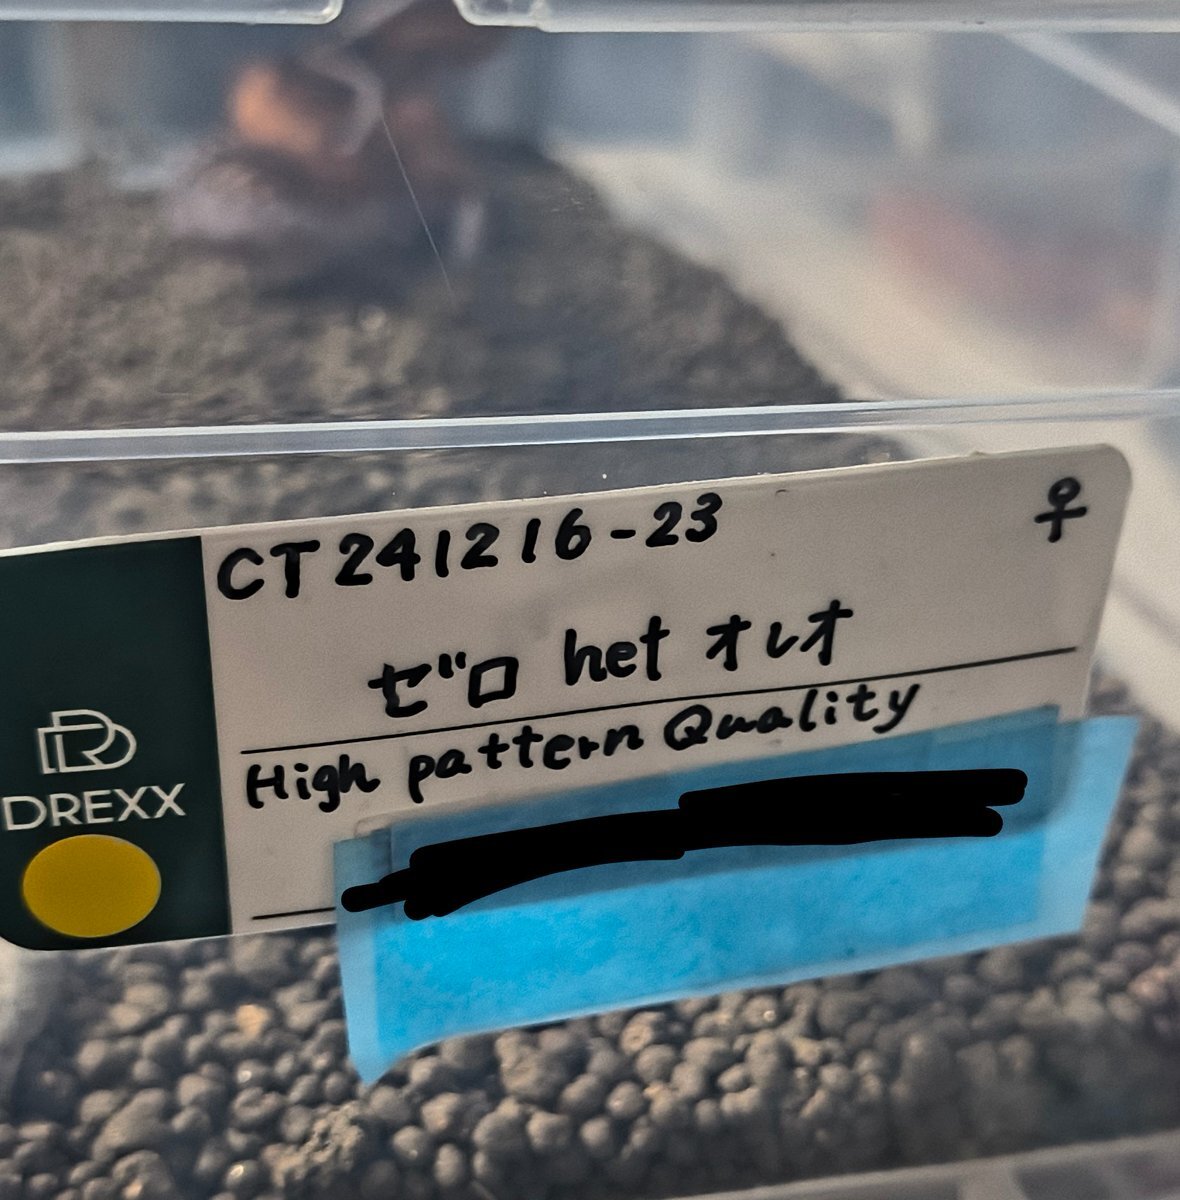 CT241216-23 ♀
ゼロ het オレオ
High pattern Quality
DREXX